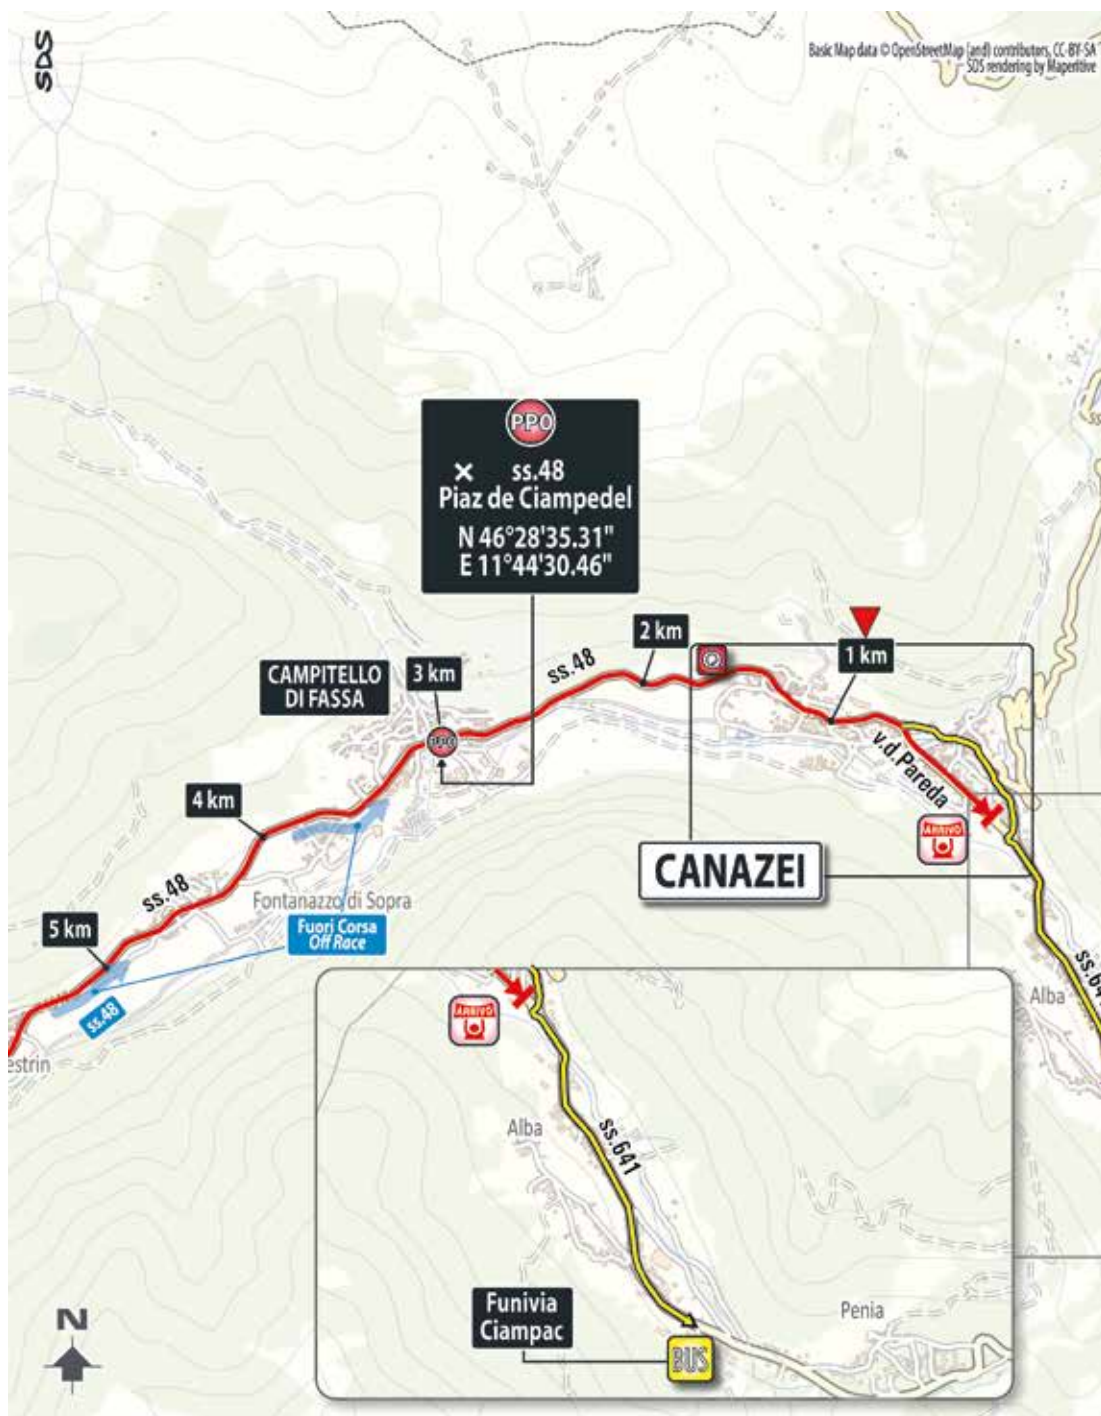 SDS
Basic Map data © OpenStreetMap (and) contributors, CC-BY-SA
SDS rendering by Maperitive
PPO
ss.48
Piaz de Ciampedel
N 46°28'35.31"
E 11°44'30.46"
2 km
1 km
ss.48
CAMPITELLO
DI FASSA
3 km
P
v.d.Pareda
4 km
ARRIVO
CANAZEI
ss.48
Fontanazzo di Sopra
5 km
Fuori Corsa
Off Race
ss.48
estrin
ss.64
Alba
ARRIVO
Alba
ss.641
Funivia
Ciampac
Penia
BUS
N